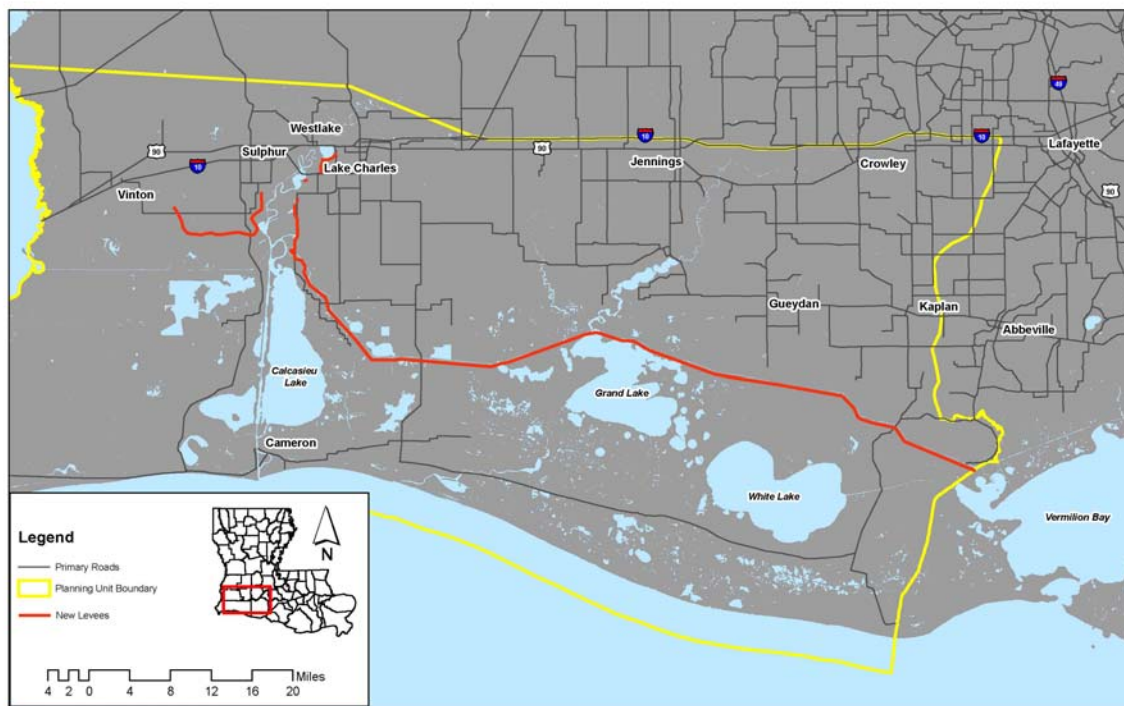 49
Westlake
90
Sulphur
10
Lake Charles
Vinton
90
10
Jennings
10
Crowley
Lafayette
90
Gueydan
Kaplan
Abbeville
Calcasieu
Lake
Grand Lake
Cameron
White Lake
Vermilion Bay
Legend
Primary Roads
Planning Unit Boundary
New Levees
N
Miles
4 2 0 4 8 12 16 20